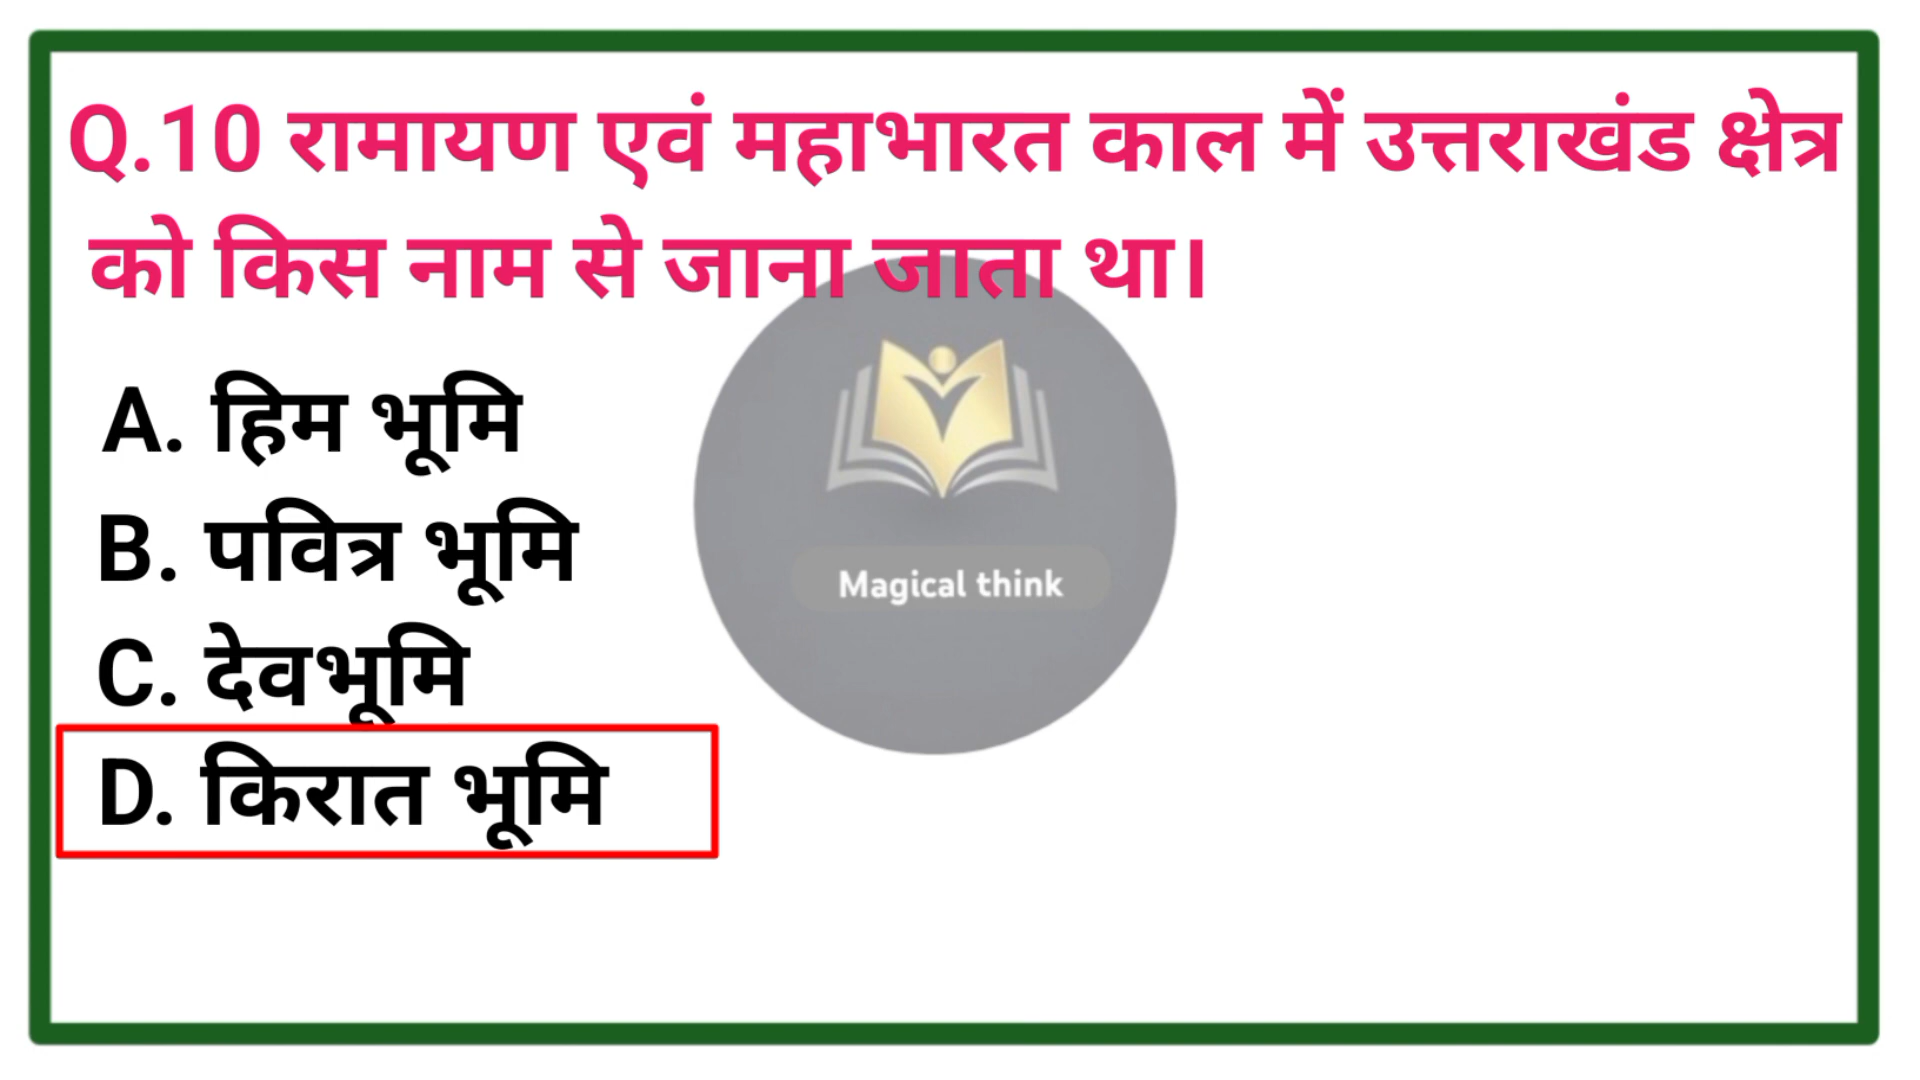 Q.10 रामायण एवं महाभारत काल में उत्तराखंड क्षेत्र
को किस नाम से जाना जाता था।
A. हिम भूमि
B. पवित्र भूमि
C. देवभूमि
D. किरात भूमि
Magical think